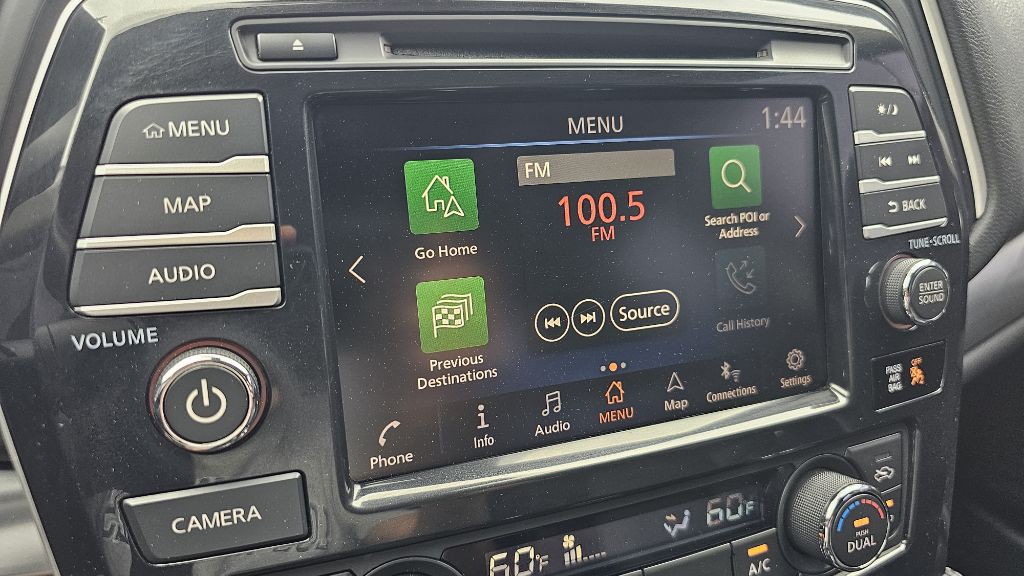 MENU
MAP
AUDIO
VOLUME
CAMERA
MENU
1:44
Go Home
FM
100.5
FM
Search POI or
Address
Previous
Destinations
Source
Call History
Phone
Info
Audio
MENU
Map
Connections
Settings
BACK
TUNE•SCROLL
ENTER
SOUND
PASS
AIR
BAG
OFF
60°F
60°F
A/C
PUSH
DUAL